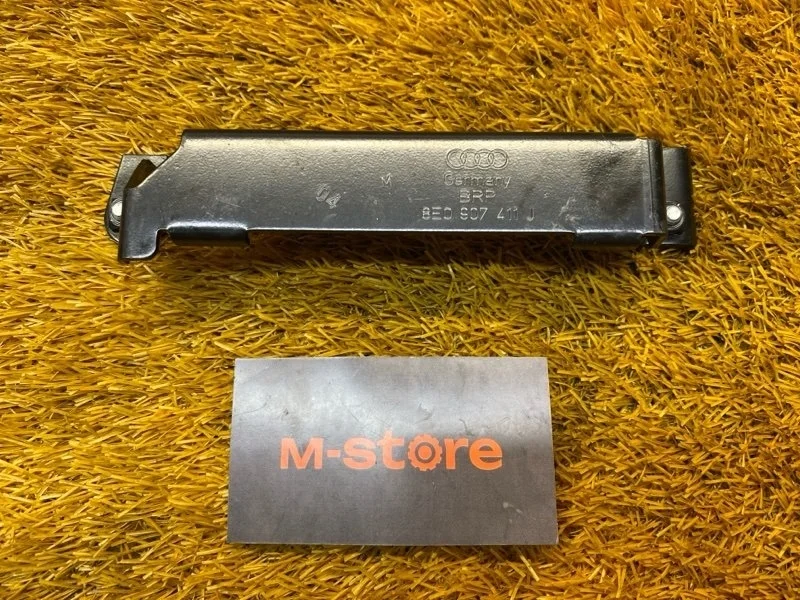 04
M
Germany
BRP
8E0 907 411 J
M-store